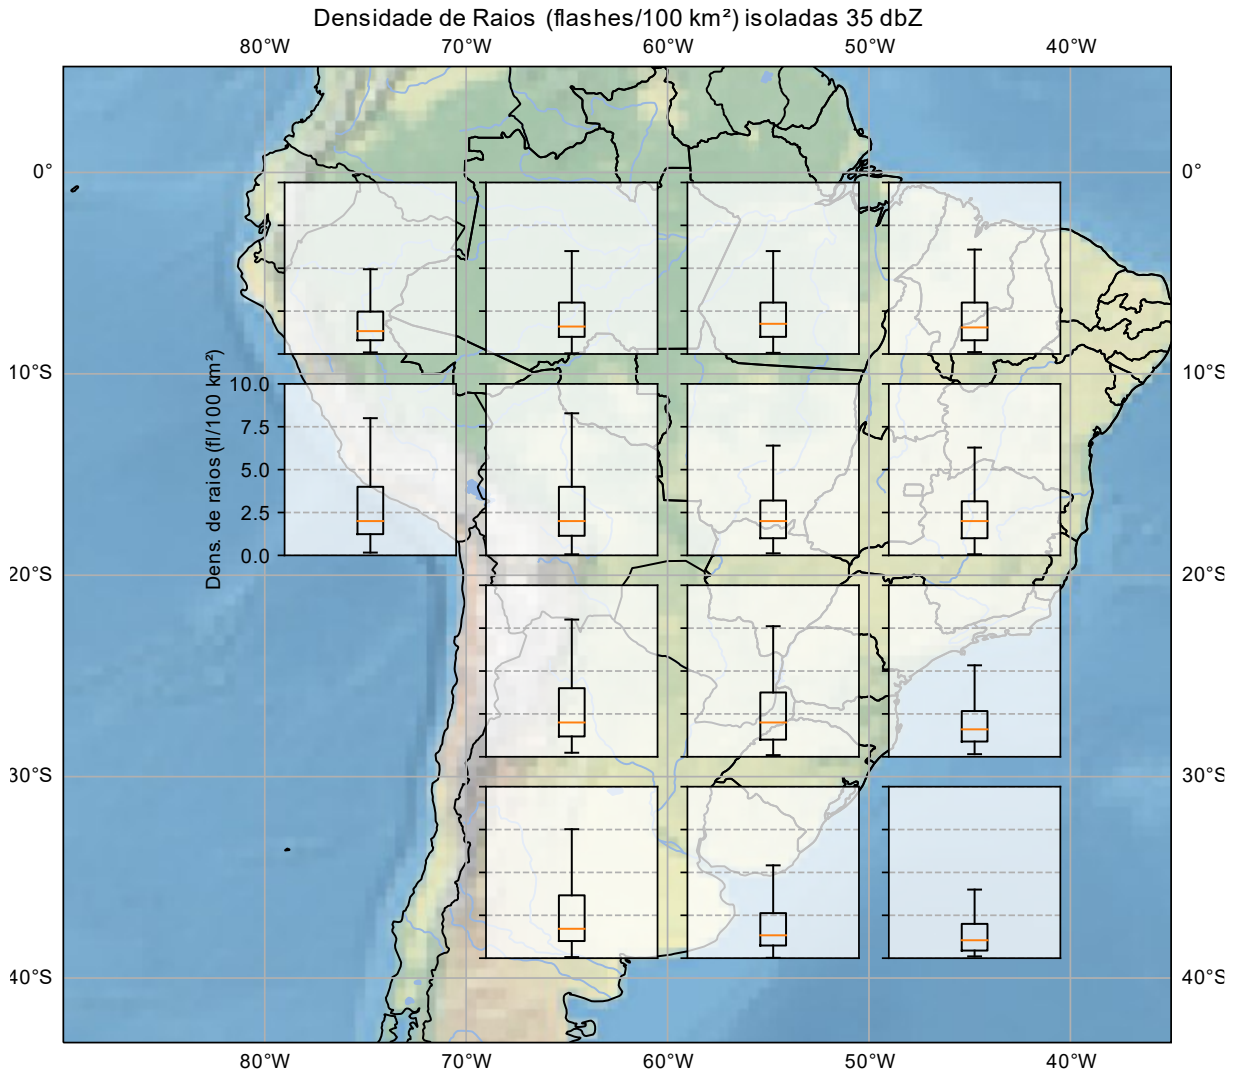 Densidade de Raios (flashes/100 km²) isoladas 35 dbZ
80°W 70°W 60°W 50°W 40°W
0° 0°
10°S 10°S
Dens. de raios (fl/100 km²)
10.0
7.5
5.0
2.5
0.0
20°S 20°S
30°S 30°S
40°S 40°S
80°W 70°W 60°W 50°W 40°W